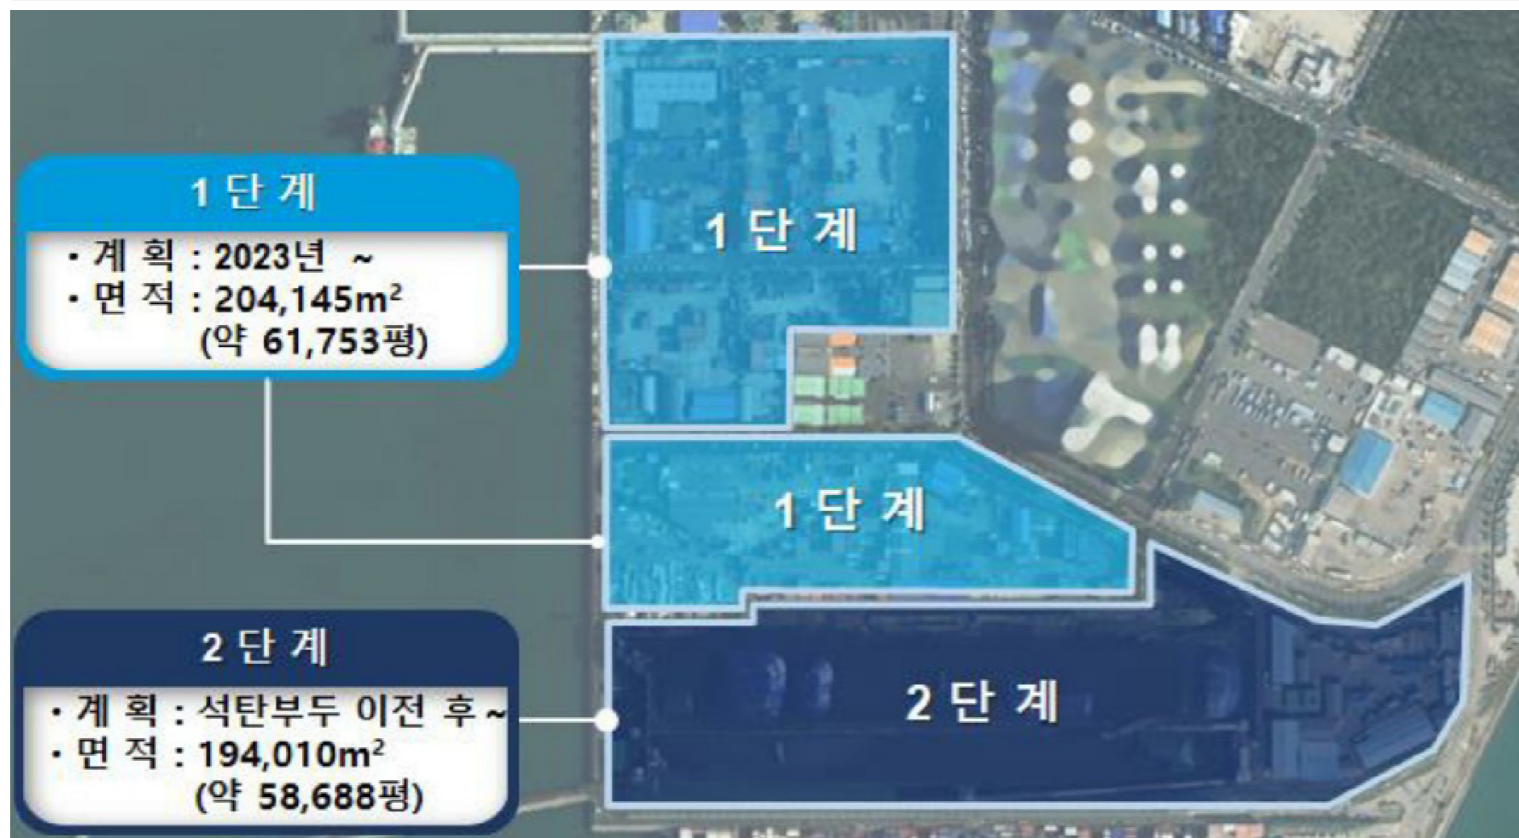 1 단 계
· 계 획 : 2023년 ~
· 면 적 : 204,145m²
(약 61,753평)
1 단 계
1 단 계
2 단 계
· 계 획 : 석탄부두 이전 후 ~
· 면 적 : 194,010m²
(약 58,688평)
2 단 계